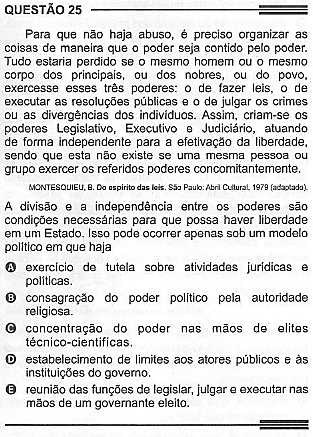 QUESTÃO 25
Para que não haja abuso, é preciso organizar as
coisas de maneira que o poder seja contido pelo poder.
Tudo estaria perdido se o mesmo homem ou o mesmo
corpo dos principais, ou dos nobres, ou do povo,
exercesse esses três poderes: o de fazer leis, o de
executar as resoluções públicas e o de julgar os crimes
ou as divergências dos indivíduos. Assim, criam-se os
poderes Legislativo, Executivo e Judiciário, atuando
de forma independente para a efetivação da liberdade,
sendo que esta não existe se uma mesma pessoa ou
grupo exercer os referidos poderes concomitantemente.
MONTESQUIEU, B. Do espírito das leis. São Paulo: Abril Cultural, 1979 (adaptado).
A divisão e a independência entre os poderes são
condições necessárias para que possa haver liberdade
em um Estado. Isso pode ocorrer apenas sob um modelo
político em que haja
A exercício de tutela sobre atividades jurídicas e
políticas.
B consagração do poder político pela autoridade
religiosa.
C concentração do poder nas mãos de elites
técnico-científicas.
D estabelecimento de limites aos atores públicos e às
instituições do governo.
E reunião das funções de legislar, julgar e executar nas
mãos de um governante eleito.